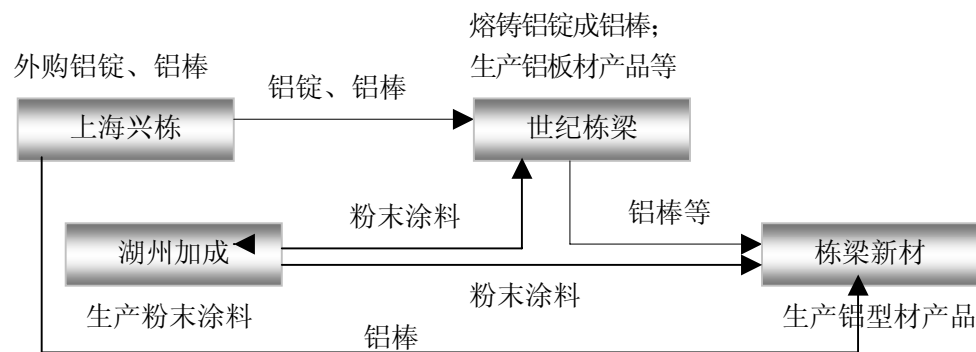 熔铸铝锭成铝棒；
外购铝锭、铝棒
生产铝板材产品等
铝锭、铝棒
上海兴栋
世纪栋梁
粉末涂料
铝棒等
湖州加成
栋梁新材
粉末涂料
生产粉末涂料
生产铝型材产品
铝棒